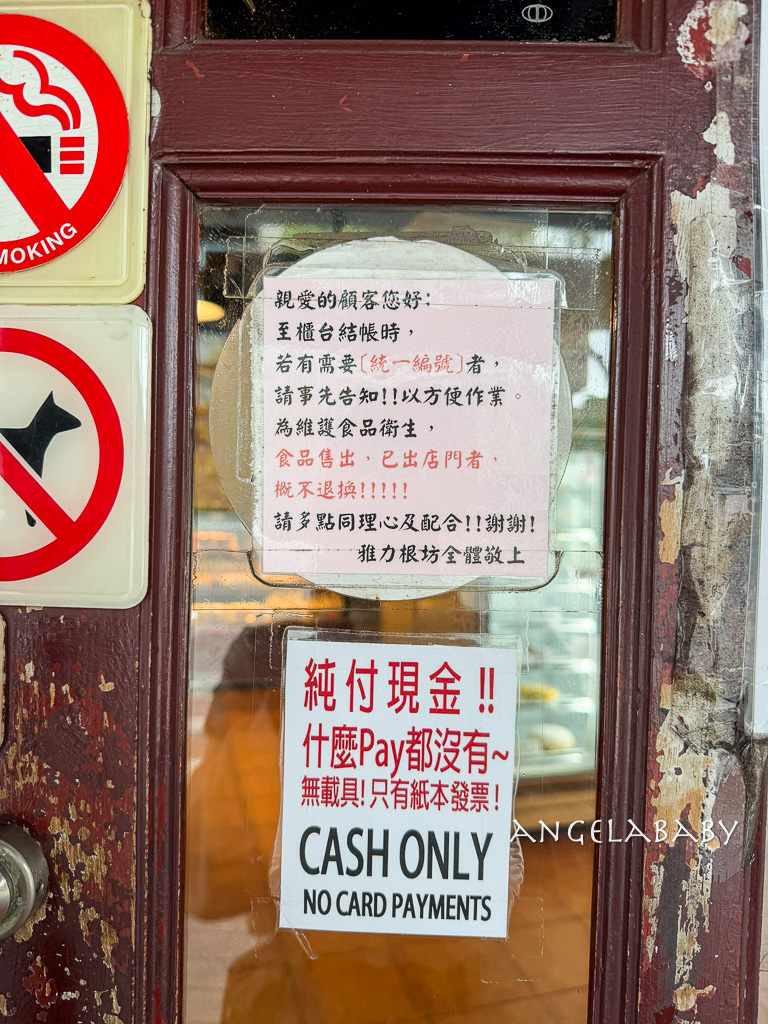 MOKING
親愛的顧客您好:
至櫃台結帳時，
若有需要〔統一編號〕者，
請事先告知!!以方便作業。
為維護食品衛生，
食品售出，已出店門者，
概不退換!!!!!
請多點同理心及配合!!謝謝!
雅力根坊全體敬上
純付現金!!
什麼Pay都沒有~
無載具!只有紙本發票!
CASH ONLY
NO CARD PAYMENTS
ANGELABABY